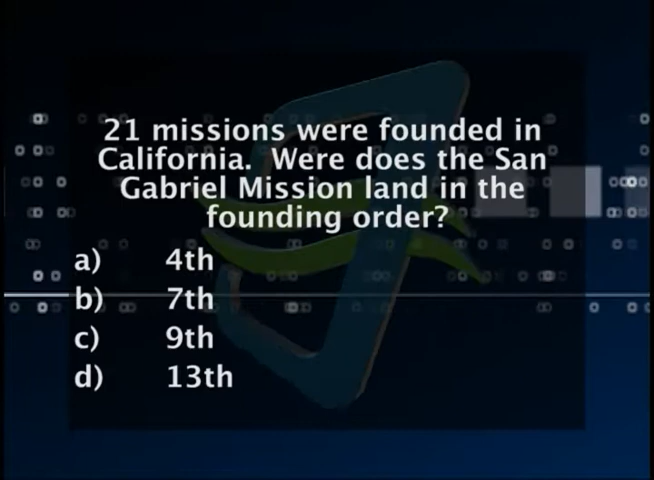 21 missions were founded in
California. Were does the San
Gabriel Mission land in the
founding order?
a) 4th
b) 7th
c) 9th
d) 13th